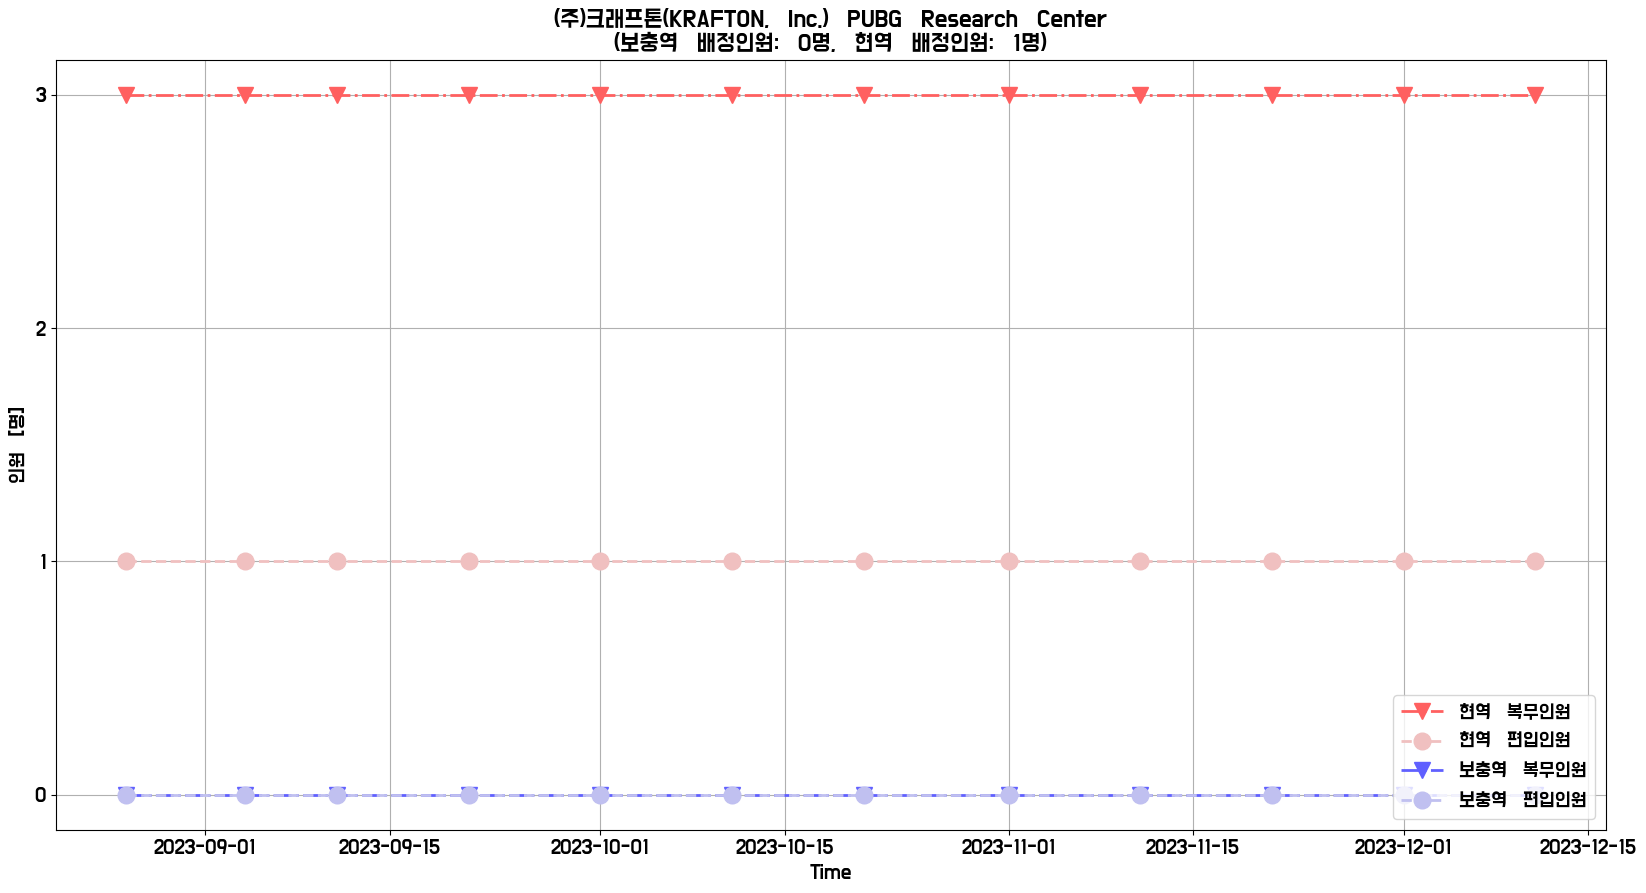 (주)크래프톤(KRAFTON, Inc.) PUBG Research Center
(보충역 배정인원: 0명, 현역 배정인원: 1명)
3
2
1
0
인원 [명]
현역 복무인원
현역 편입인원
보충역 복무인원
보충역 편입인원
2023-09-01 2023-09-15 2023-10-01 2023-10-15 2023-11-01 2023-11-15 2023-12-01 2023-12-15
Time